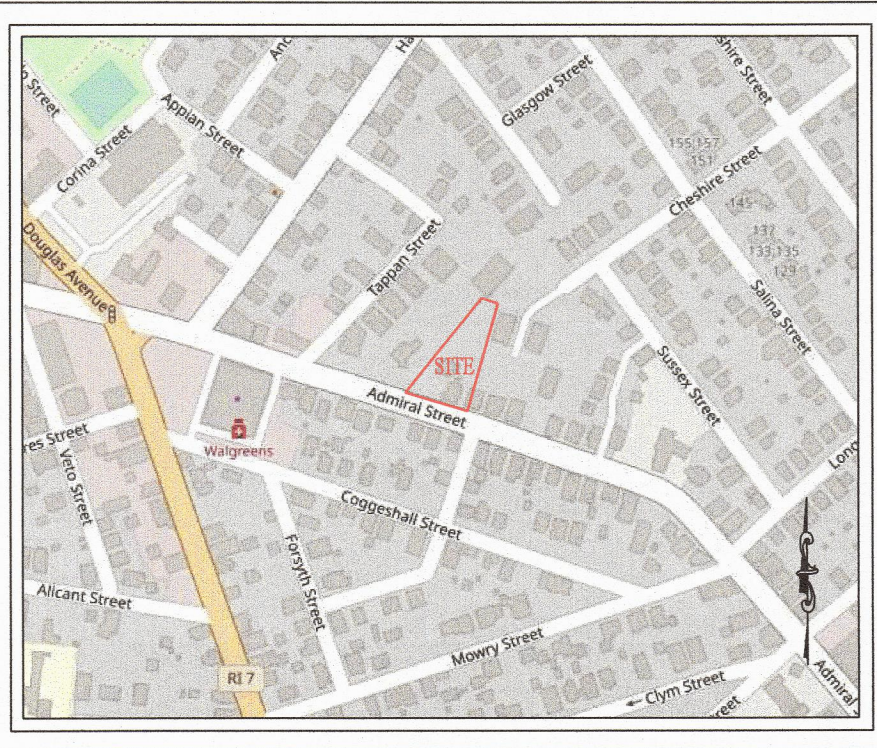 Appian Street
Corina Street
Glasgow Street
155;157
151
Cheshire Street
145
132
133;135
129
Douglas Avenue
Tappan Street
Salina Street
SITE
Sussex Street
Admiral Street
Walgreens
Veto Street
Coggeshall Street
Forsyth Street
Alicant Street
Mowry Street
RI 7
Clym Street
Admiral